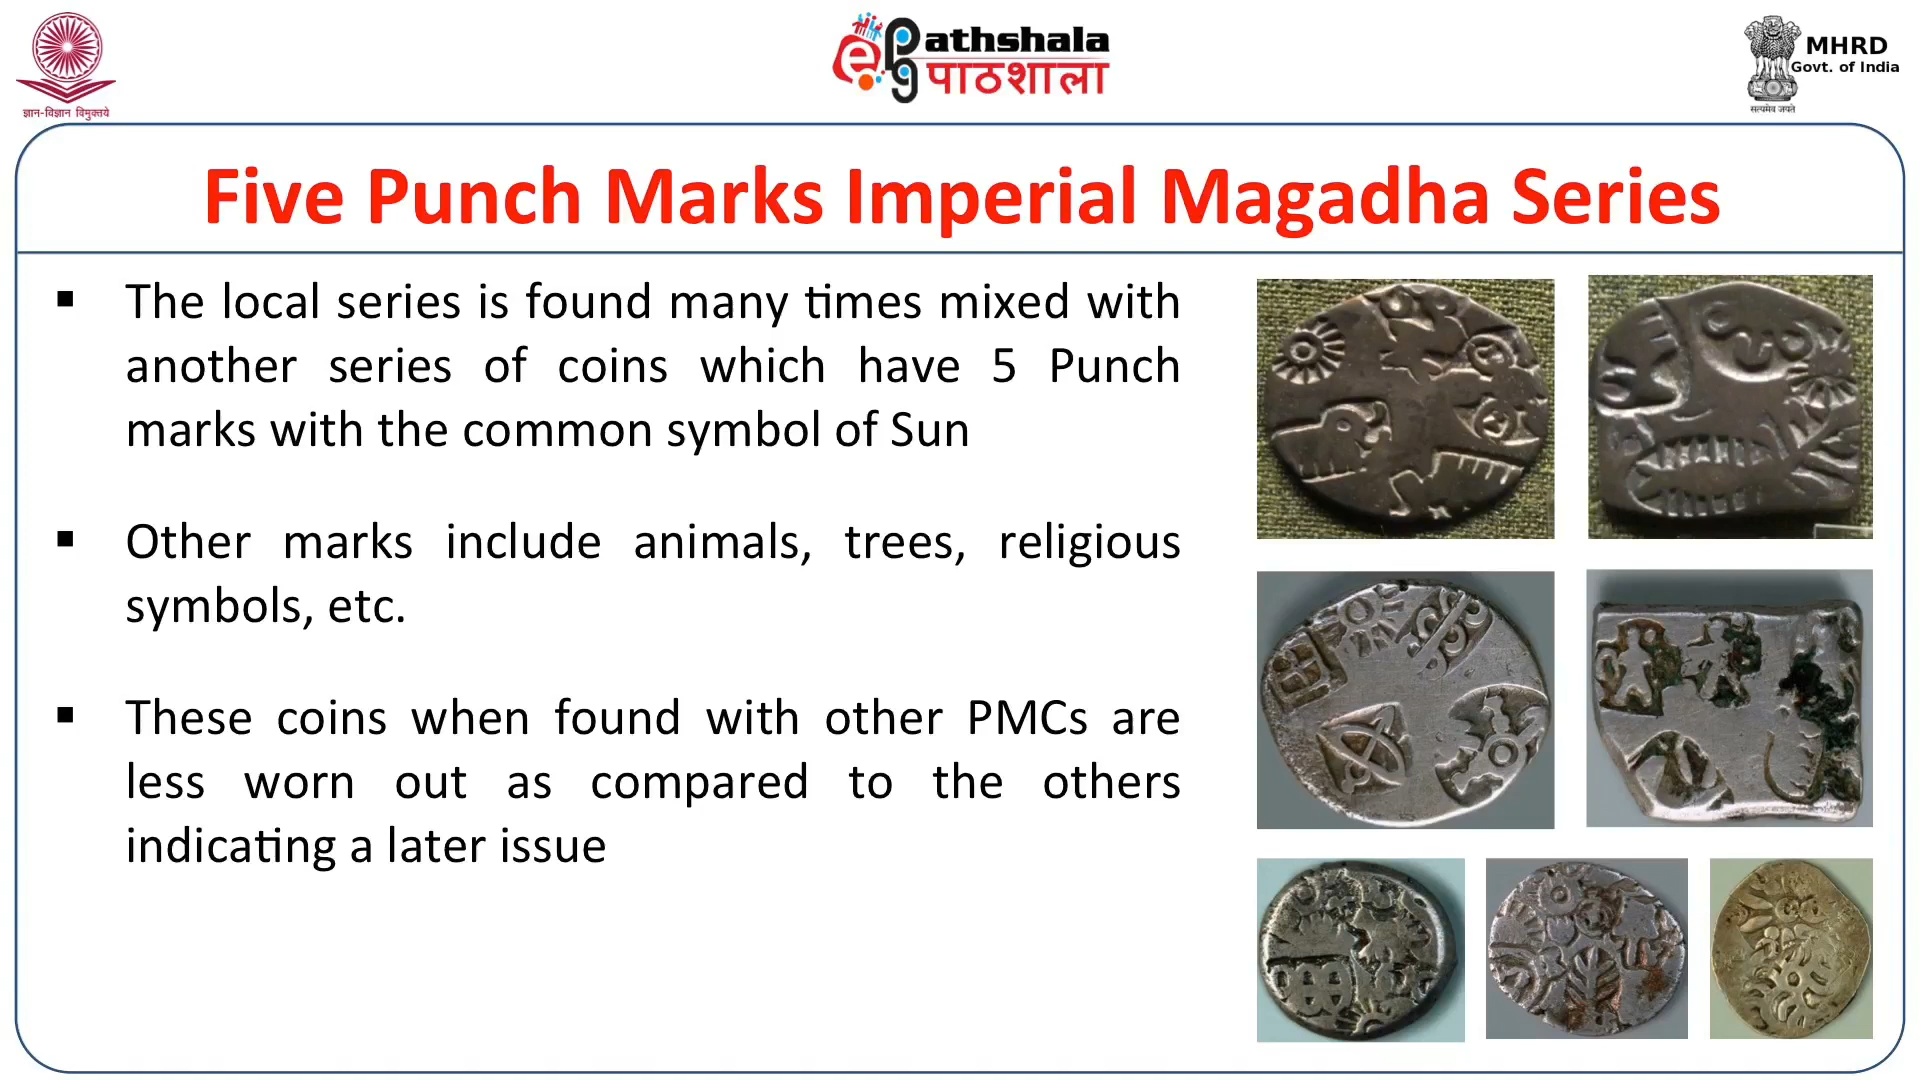 ज्ञान-विज्ञान विमुक्तये
ePG Pathshala
पाठशाला
MHRD
Govt. of India
सत्यमेव जयते
Five Punch Marks Imperial Magadha Series
▪ The local series is found many times mixed with
another series of coins which have 5 Punch
marks with the common symbol of Sun
▪ Other marks include animals, trees, religious
symbols, etc.
▪ These coins when found with other PMCs are
less worn out as compared to the others
indicating a later issue